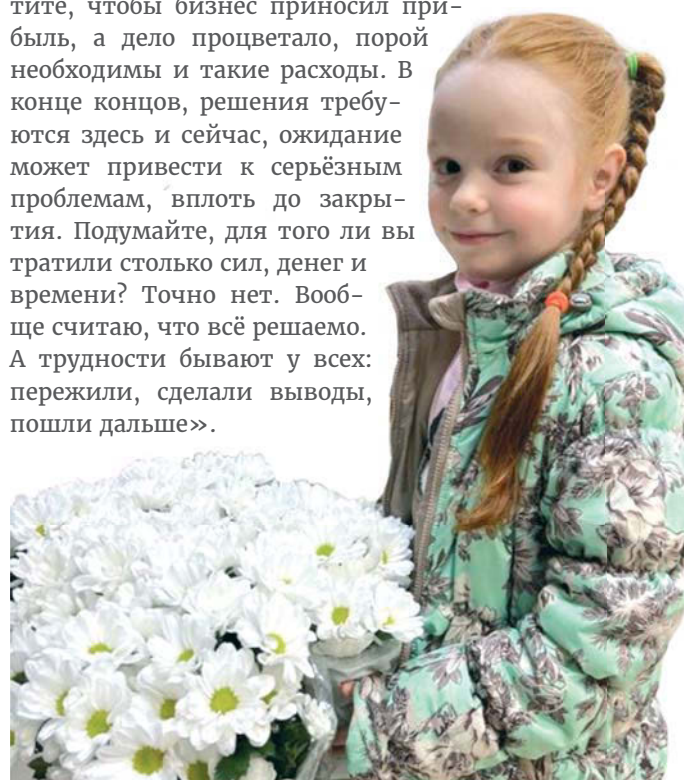 тите, чтобы бизнес приносил при-
быль, а дело процветало, порой
необходимы и такие расходы. В
конце концов, решения требу-
ются здесь и сейчас, ожидание
может привести к серьёзным
проблемам, вплоть до закры-
тия. Подумайте, для того ли вы
тратили столько сил, денег и
времени? Точно нет. Вооб-
ще считаю, что всё решаемо.
А трудности бывают у всех:
пережили, сделали выводы,
пошли дальше».